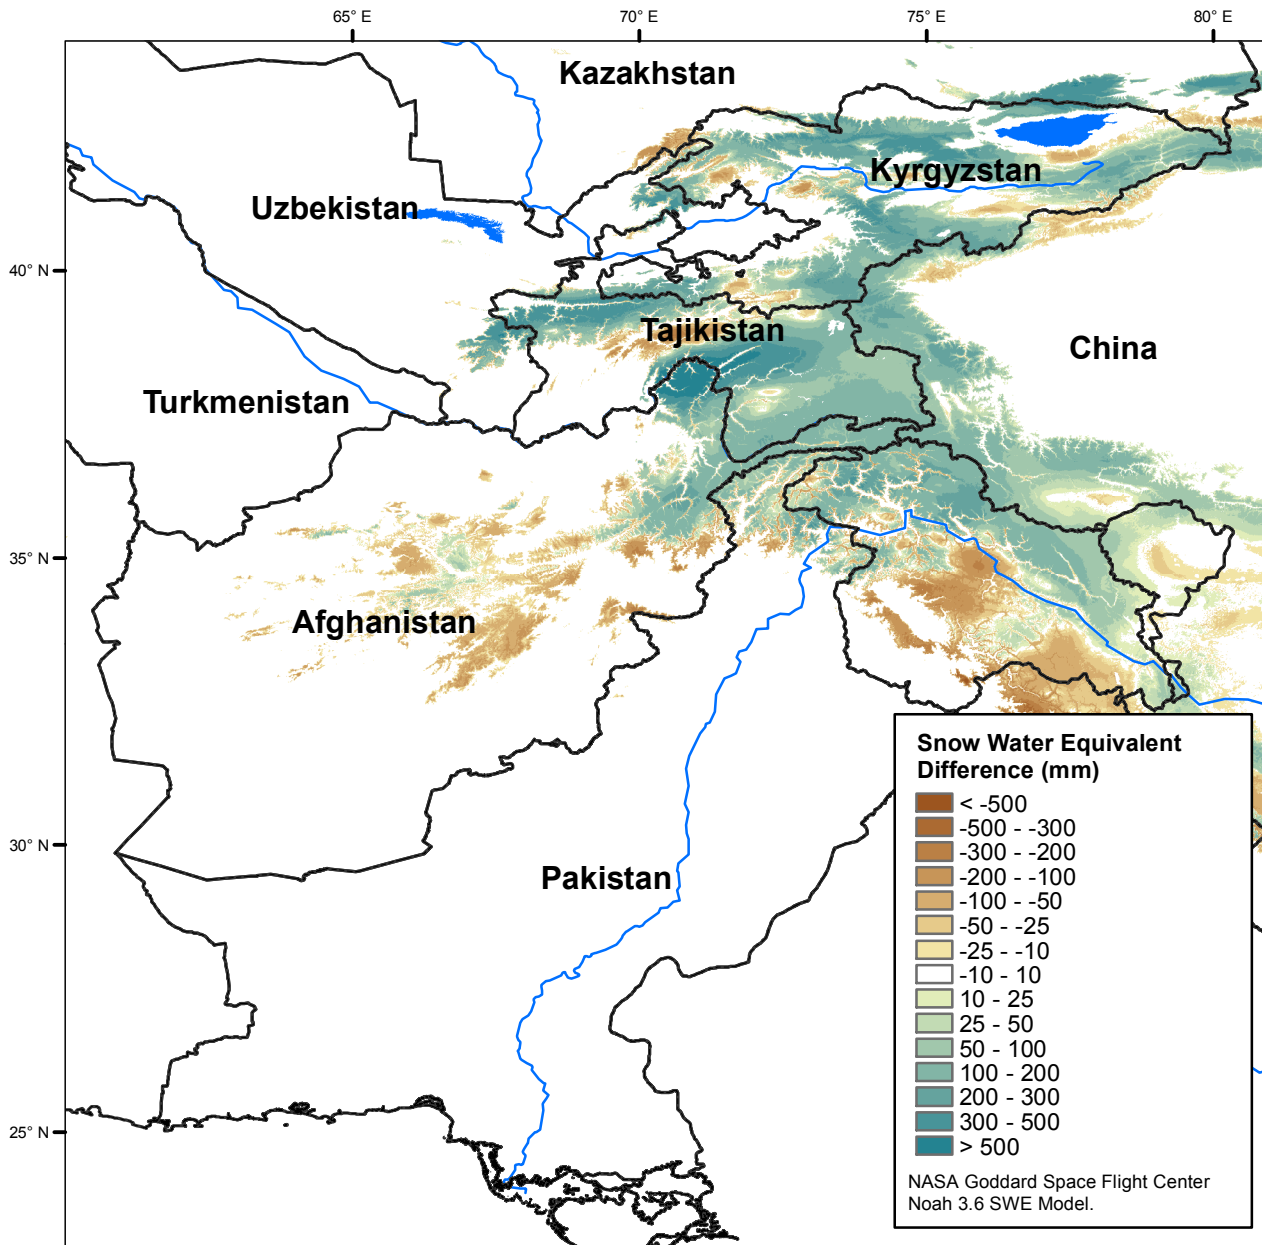 65° E
70° E
75° E
80° E
Kazakhstan
Kyrgyzstan
Uzbekistan
40° N
Tajikistan
China
Turkmenistan
35° N
Afghanistan
Snow Water Equivalent
Difference (mm)
< -500
-500 - -300
-300 - -200
-200 - -100
-100 - -50
-50 - -25
-25 - -10
-10 - 10
10 - 25
25 - 50
50 - 100
100 - 200
200 - 300
300 - 500
> 500
30° N
Pakistan
25° N
NASA Goddard Space Flight Center
Noah 3.6 SWE Model.